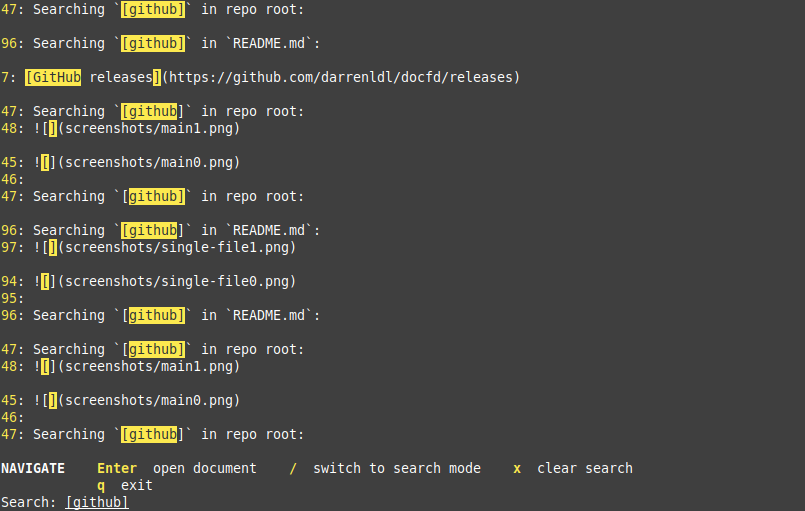 47: Searching `[github]` in repo root:
96: Searching `[github]` in `README.md`:
7: [GitHub releases](https://github.com/darrenldl/docfd/releases)
47: Searching `[github]` in repo root:
48: ![](screenshots/main1.png)
45: ![](screenshots/main0.png)
46:
47: Searching `[github]` in repo root:
96: Searching `[github]` in `README.md`:
97: ![](screenshots/single-file1.png)
94: ![](screenshots/single-file0.png)
95:
96: Searching `[github]` in `README.md`:
47: Searching `[github]` in repo root:
48: ![](screenshots/main1.png)
45: ![](screenshots/main0.png)
46:
47: Searching `[github]` in repo root:
NAVIGATE    Enter  open document    /  switch to search mode    x  clear search
            q  exit
Search: [github]